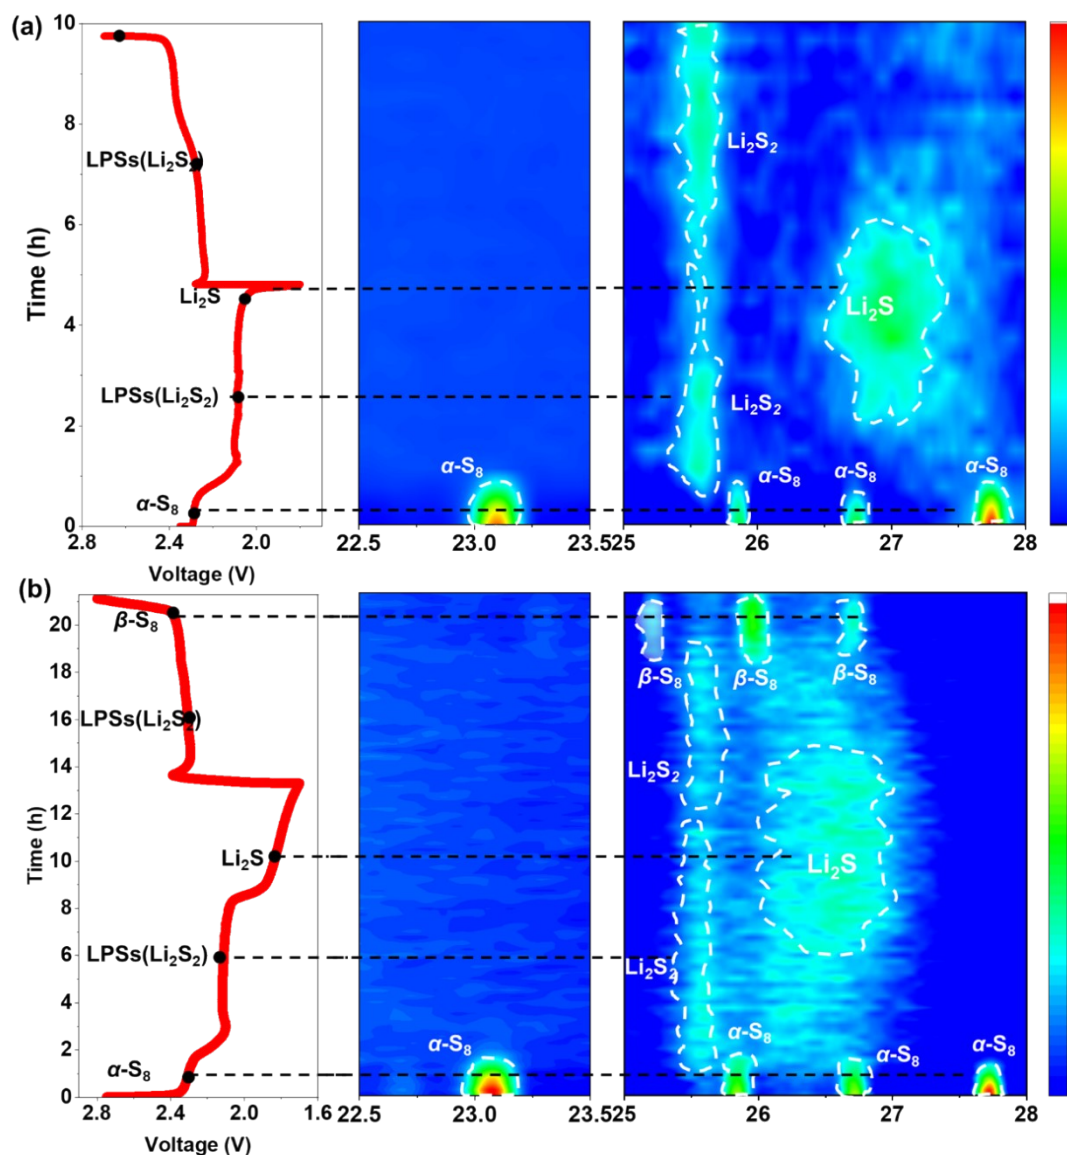 (a)
10
8
6
4
2
0
Time (h)
LPSs(Li₂S₂)
Li₂S
LPSs(Li₂S₂)
α-S₈
2.8 2.4 2.0
Voltage (V)
α-S₈
22.5 23.0 23.5
Li₂S₂
Li₂S
Li₂S₂
α-S₈ α-S₈ α-S₈
25 26 27 28
(b)
20
18
16
14
12
10
8
6
4
2
0
Time (h)
β-S₈
LPSs(Li₂S₂)
Li₂S
LPSs(Li₂S₂)
α-S₈
2.8 2.4 2.0 1.6
Voltage (V)
α-S₈
22.5 23.0 23.5
β-S₈ β-S₈ β-S₈
Li₂S₂
Li₂S
Li₂S₂
α-S₈ α-S₈ α-S₈
25 26 27 28